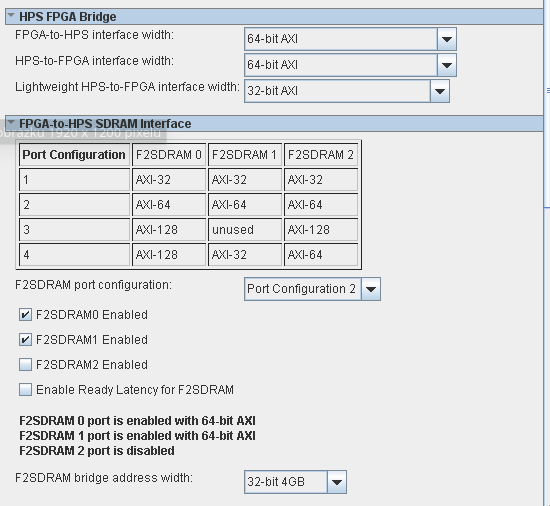 HPS FPGA Bridge
FPGA-to-HPS interface width: 64-bit AXI
HPS-to-FPGA interface width: 64-bit AXI
Lightweight HPS-to-FPGA interface width: 32-bit AXI
FPGA-to-HPS SDRAM Interface
obrázku 1920 x 1200 pixelů
Port Configuration F2SDRAM 0 F2SDRAM 1 F2SDRAM 2
1 AXI-32 AXI-32 AXI-32
2 AXI-64 AXI-64 AXI-64
3 AXI-128 unused AXI-128
4 AXI-128 AXI-32 AXI-64
F2SDRAM port configuration: Port Configuration 2
F2SDRAM0 Enabled
F2SDRAM1 Enabled
F2SDRAM2 Enabled
Enable Ready Latency for F2SDRAM
F2SDRAM 0 port is enabled with 64-bit AXI
F2SDRAM 1 port is enabled with 64-bit AXI
F2SDRAM 2 port is disabled
F2SDRAM bridge address width: 32-bit 4GB